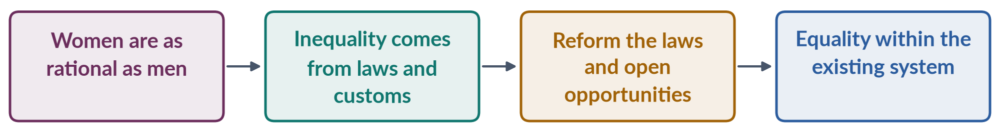 Women are as
rational as men
Inequality comes
from laws and
customs
Reform the laws
and open
opportunities
Equality within the
existing system